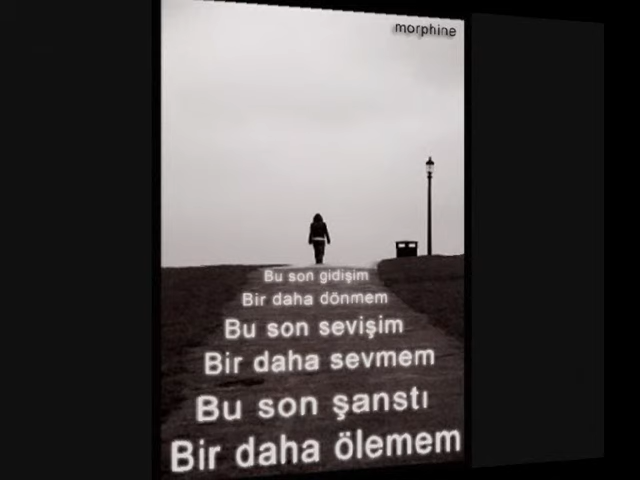 morphine
Bu son gidişim
Bir daha dönmem
Bu son sevişim
Bir daha sevmem
Bu son şanstı
Bir daha ölemem